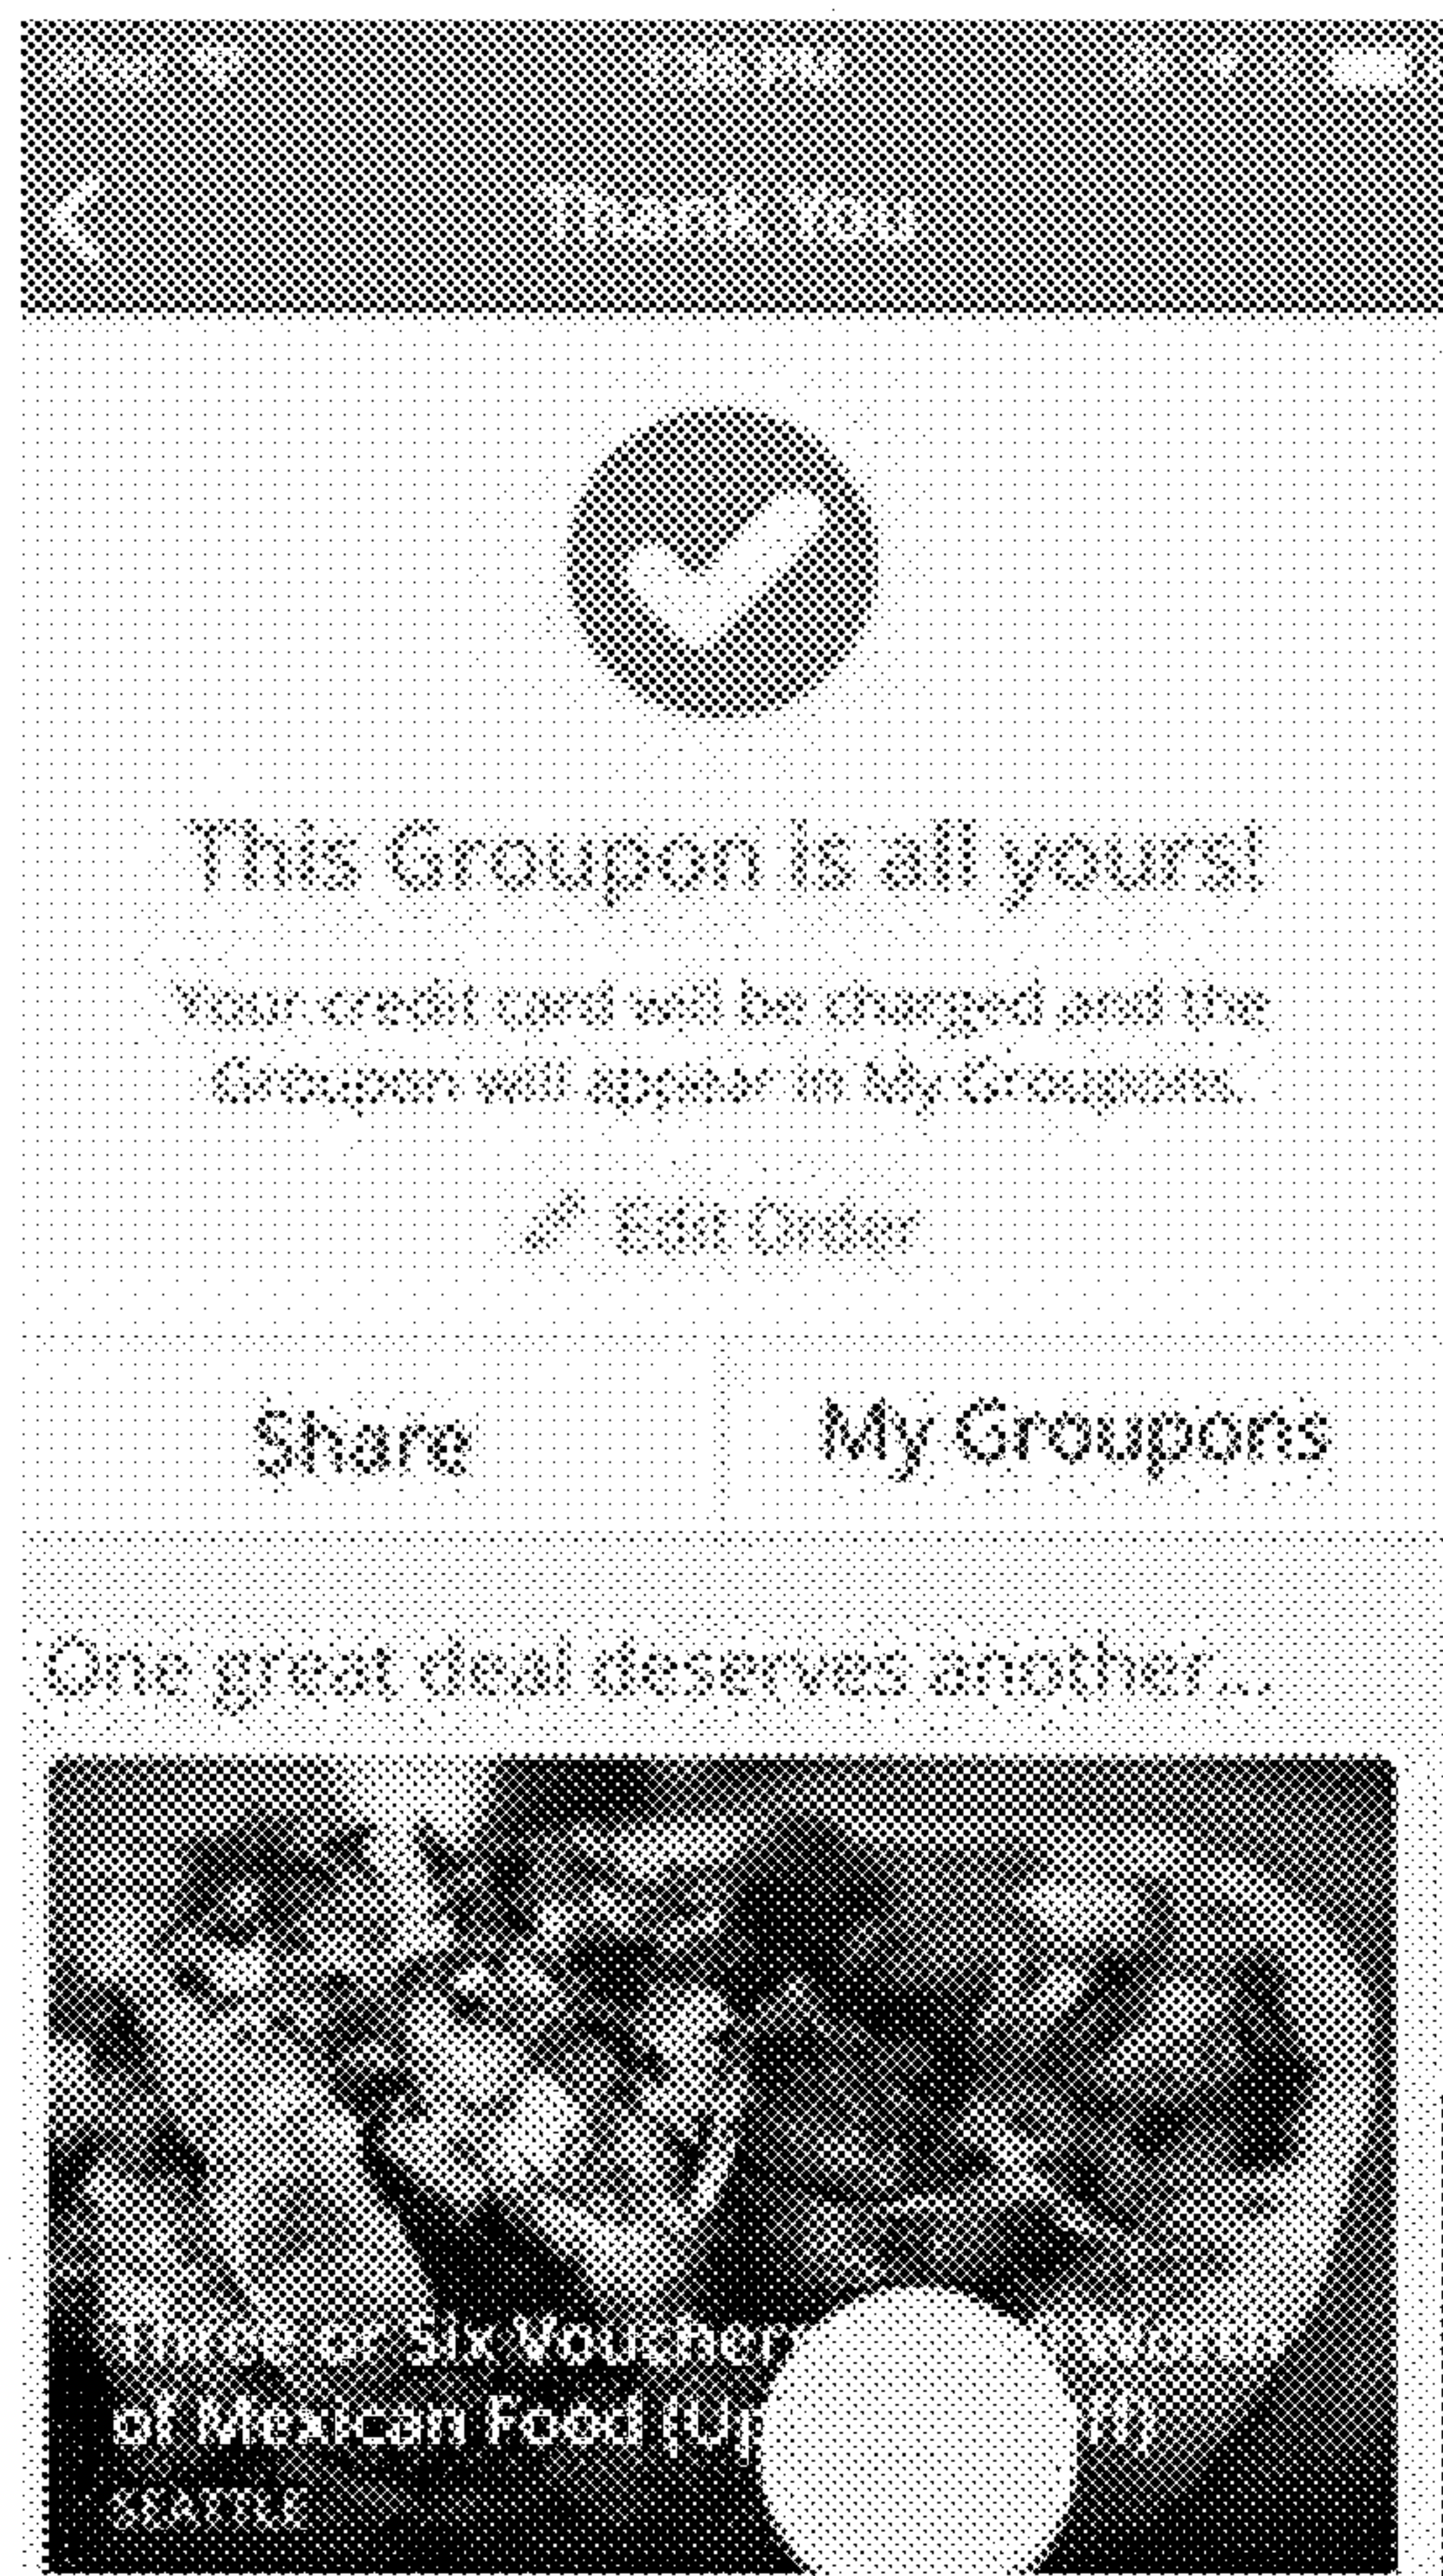 PM
Thank You
This Groupon is all yours!
Your credit card will be charged and the
Groupon will appear in My Groupons.
Edit Order
Share
My Groupons
One great deal deserves another...
Three or Six Voucher
of Mexican Food (Up
SEATTLE